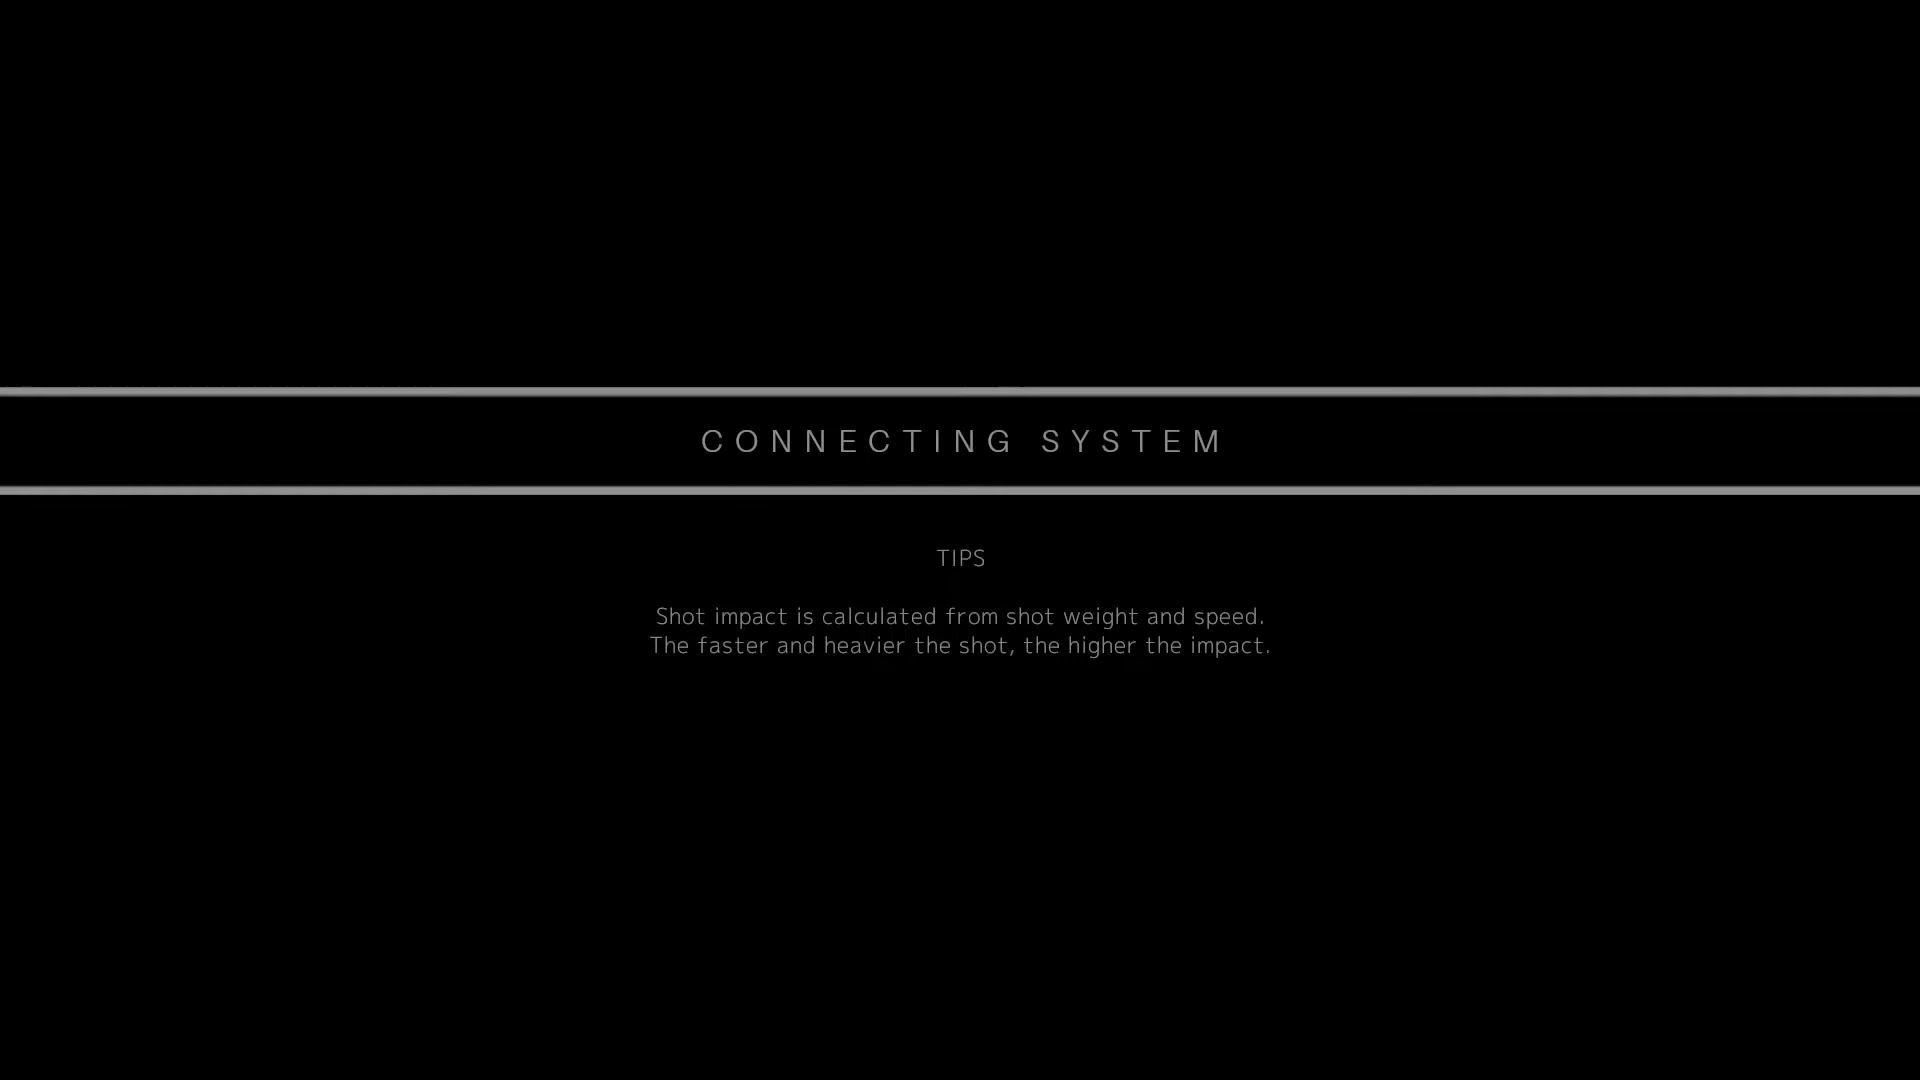 CONNECTING SYSTEM
TIPS
Shot impact is calculated from shot weight and speed.
The faster and heavier the shot, the higher the impact.